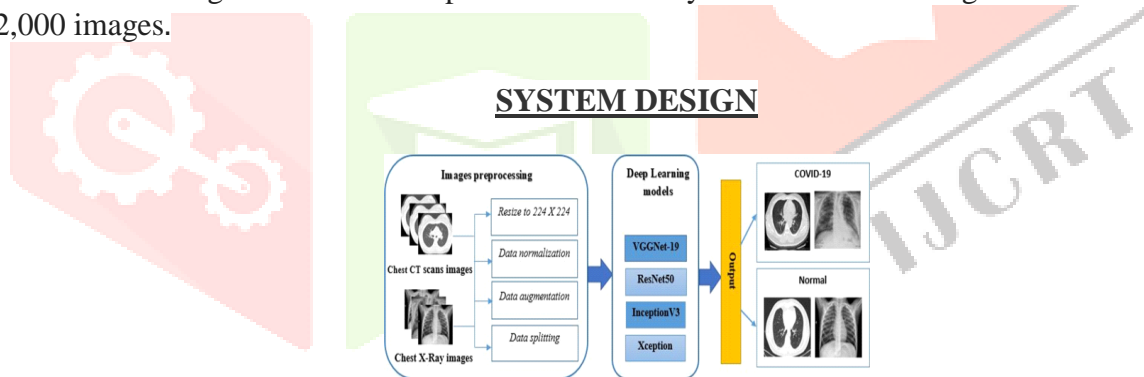 2,000 images.
SYSTEM DESIGN
Images preprocessing
Chest CT scans images
Chest X-Ray images
Resize to 224 X 224
Data normalization
Data augmentation
Data splitting
Deep Learning
models
VGGNet-19
ResNet50
InceptionV3
Xception
Output
COVID-19
Normal
IJCRT